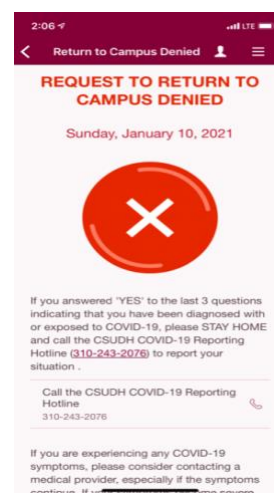 2:06
LTE
Return to Campus Denied
REQUEST TO RETURN TO
CAMPUS DENIED
Sunday, January 10, 2021
If you answered 'YES' to the last 3 questions
indicating that you have been diagnosed with
or exposed to COVID-19, please STAY HOME
and call the CSUDH COVID-19 Reporting
Hotline (310-243-2076) to report your
situation .
Call the CSUDH COVID-19 Reporting
Hotline
310-243-2076
If you are experiencing any COVID-19
symptoms, please consider contacting a
medical provider, especially if the symptoms